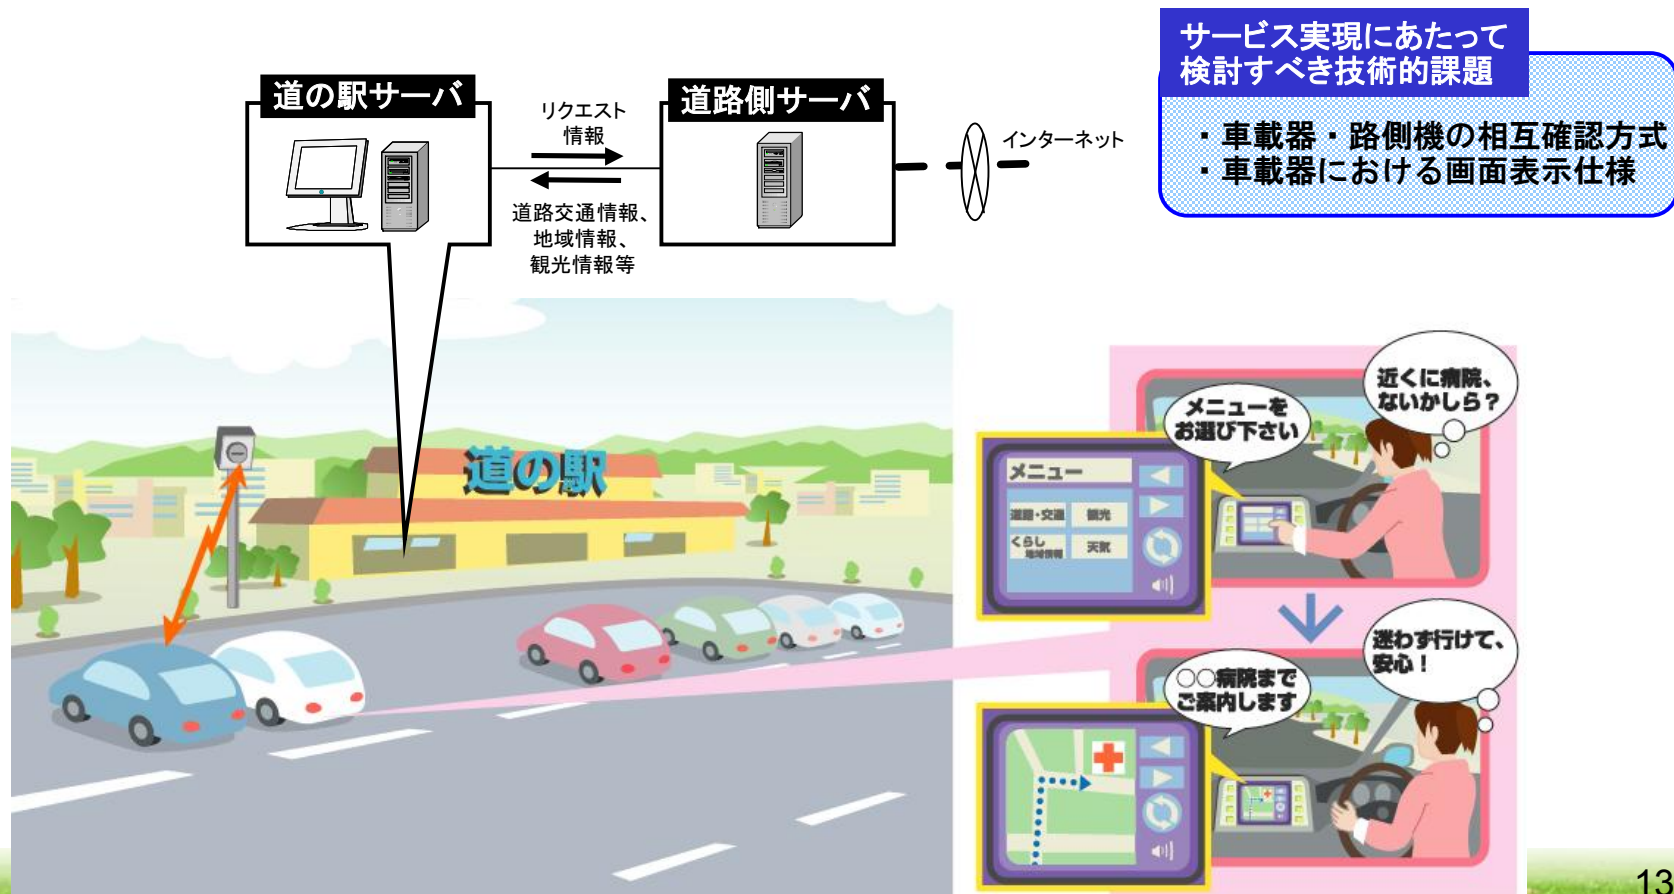 サービス実現にあたって
検討すべき技術的課題
・車載器・路側機の相互確認方式
・車載器における画面表示仕様
道の駅サーバ
リクエスト
情報
道路交通情報、
地域情報、
観光情報等
道路側サーバ
インターネット
道の駅
近くに病院、
ないかしら？
メニューを
お選び下さい
メニュー
道路・交通
観光
くらし
地域情報
天気
迷わず行けて、
安心！
〇〇病院まで
ご案内します
13